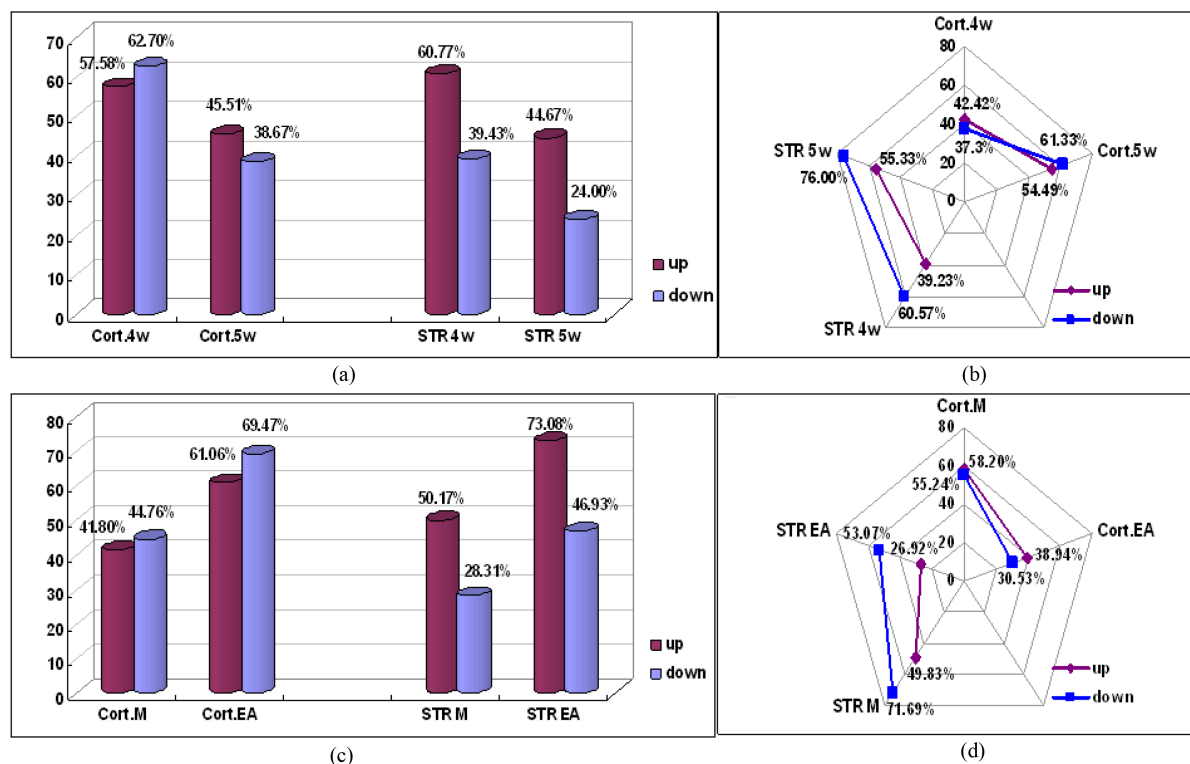 70
60
50
40
30
20
10
0
57.58%
62.70%
45.51%
38.67%
60.77%
39.43%
44.67%
24.00%
Cort.4w
Cort.5w
STR 4w
STR 5w
up
down
(a)
Cort.4w
80
60
40
20
0
42.42%
37.3%
61.33%
54.49%
Cort.5w
STR 5w
76.00%
55.33%
39.23%
60.57%
STR 4w
up
down
(b)
80
70
60
50
40
30
20
10
0
41.80%
44.76%
61.06%
69.47%
50.17%
28.31%
73.08%
46.93%
Cort.M
Cort.EA
STR M
STR EA
up
down
(c)
Cort.M
80
60
40
20
0
58.20%
55.24%
Cort.EA
38.94%
30.53%
STR EA
53.07%
26.92%
49.83%
STR M
71.69%
up
down
(d)